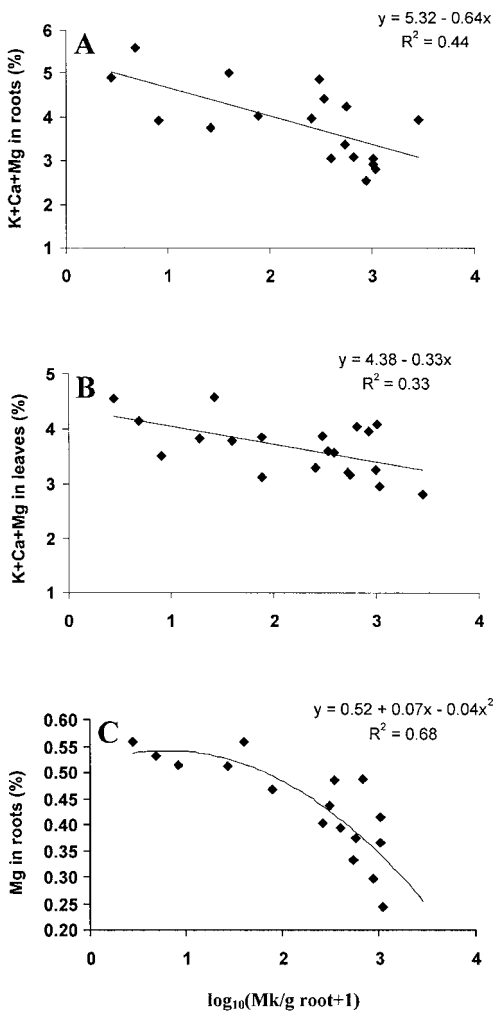 y = 5.32 - 0.64x
R² = 0.44
A
K+Ca+Mg in roots (%)
6
5
4
3
2
1
0 1 2 3 4
y = 4.38 - 0.33x
R² = 0.33
B
K+Ca+Mg in leaves (%)
5
4
3
2
1
0 1 2 3 4
y = 0.52 + 0.07x - 0.04x²
R² = 0.68
C
Mg in roots (%)
0.60
0.55
0.50
0.45
0.40
0.35
0.30
0.25
0.20
0 1 2 3 4
log₁₀(Mk/g root+1)